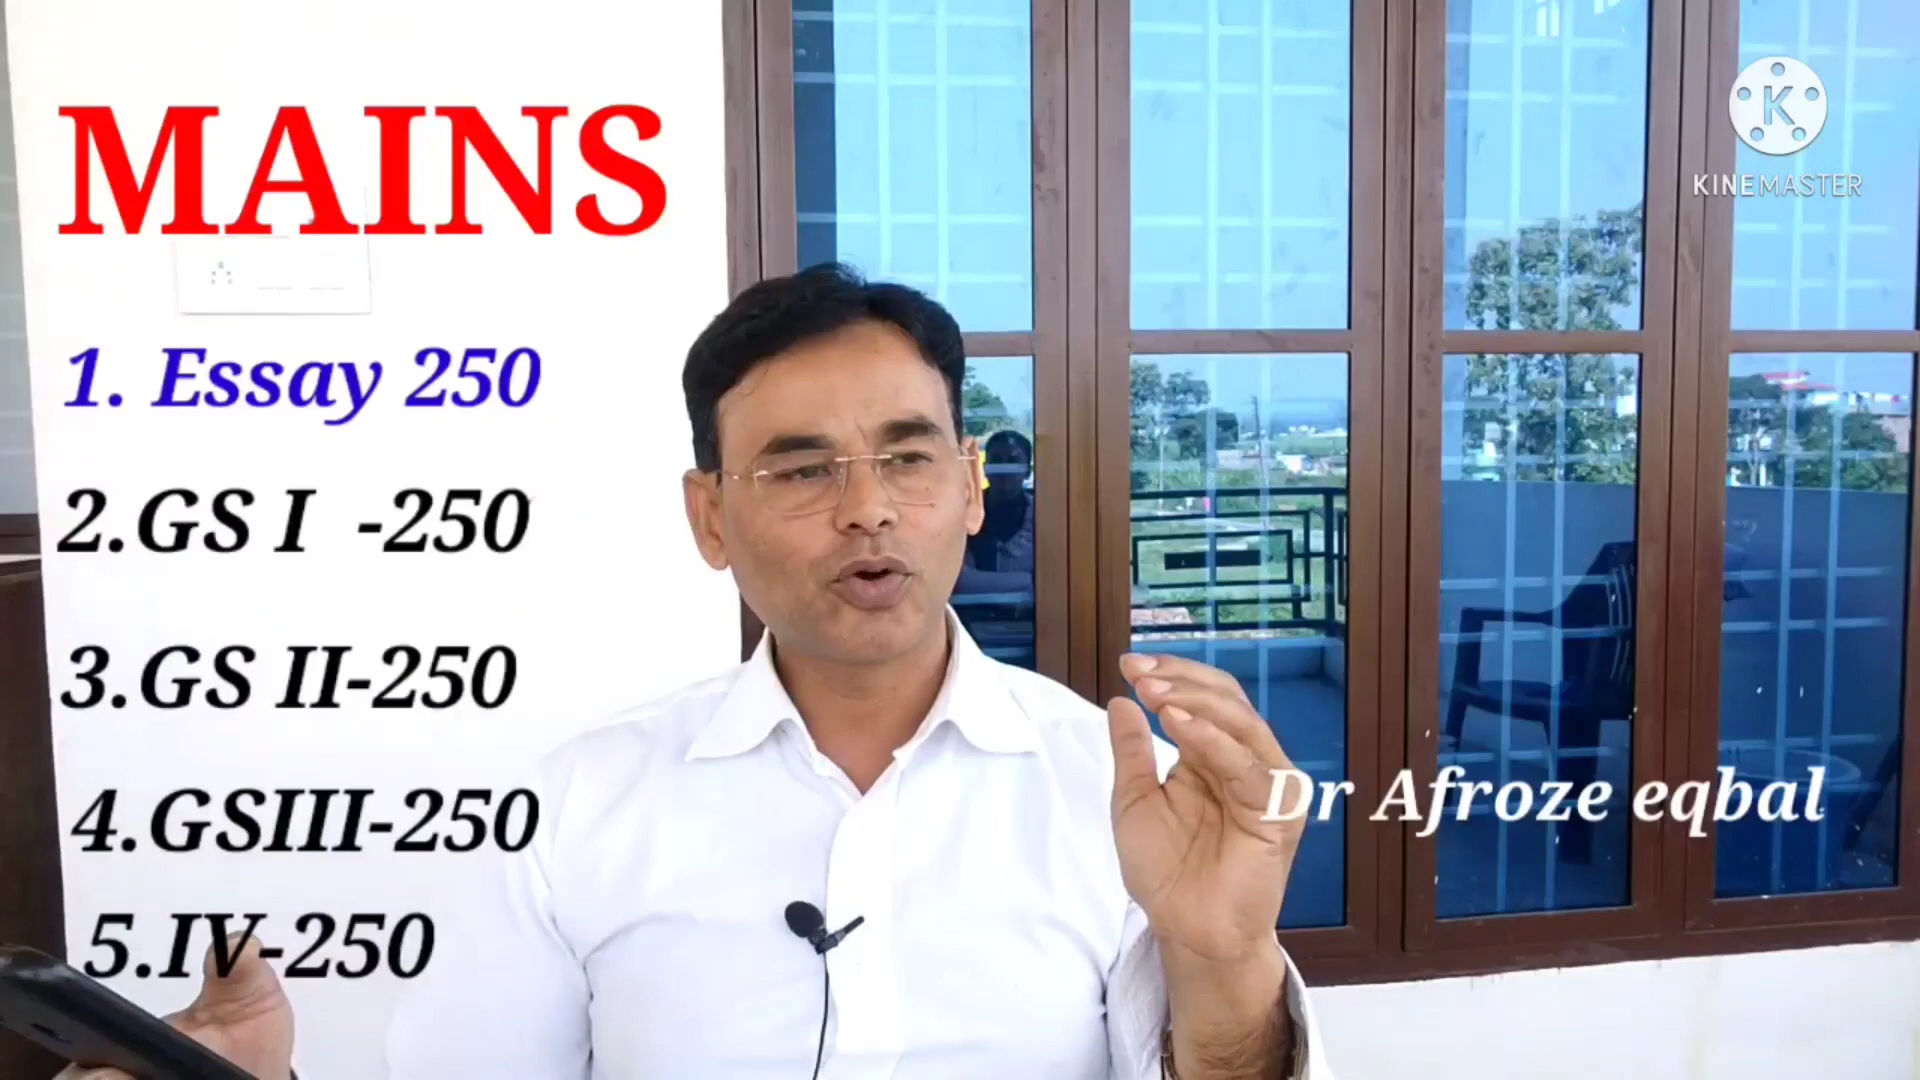 MAINS
1. Essay 250
2.GS I -250
3.GS II-250
4.GSIII-250
5.IV-250
K
KINEMASTER
Dr Afroze eqbal